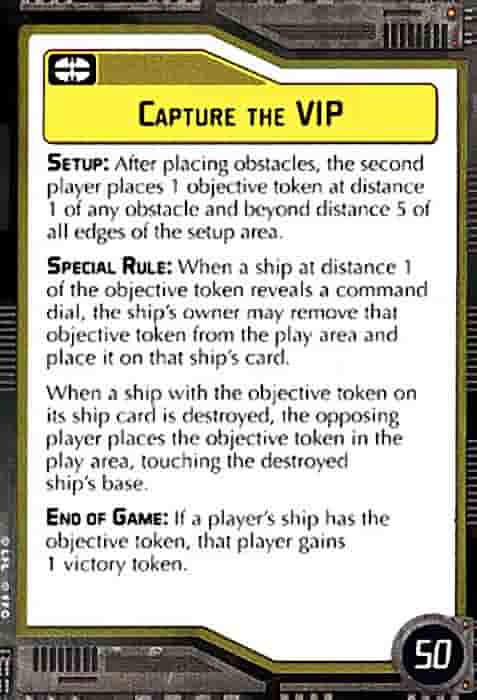 CAPTURE THE VIP
SETUP: After placing obstacles, the second
player places 1 objective token at distance
1 of any obstacle and beyond distance 5 of
all edges of the setup area.
SPECIAL RULE: When a ship at distance 1
of the objective token reveals a command
dial, the ship's owner may remove that
objective token from the play area and
place it on that ship's card.
When a ship with the objective token on
its ship card is destroyed, the opposing
player places the objective token in the
play area, touching the destroyed
ship's base.
END OF GAME: If a player's ship has the
objective token, that player gains
1 victory token.
50